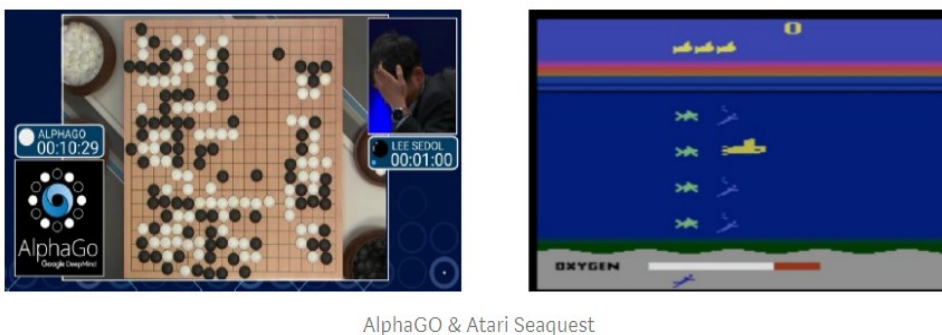 ALPHAGO
00:10:29
LEE SEDOL
00:01:00
AlphaGo
Google DeepMind
0
OXYGEN
AlphaGO & Atari Seaquest